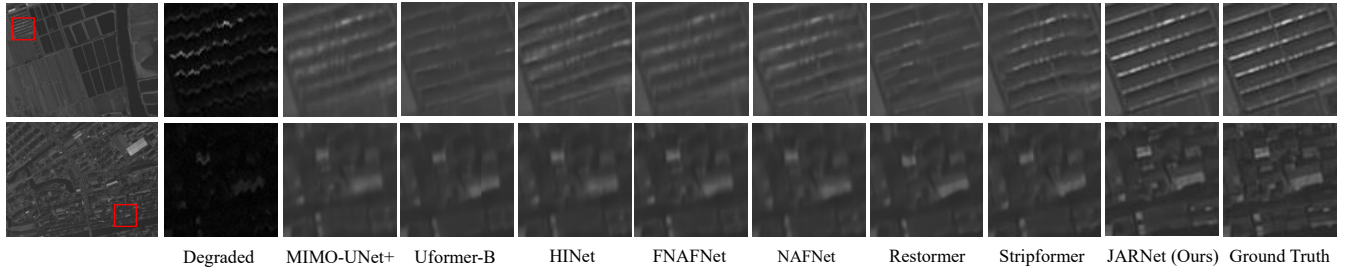 Degraded MIMO-UNet+ Uformer-B HINet FNAFNet NAFNet Restormer Stripformer JARNet (Ours) Ground Truth